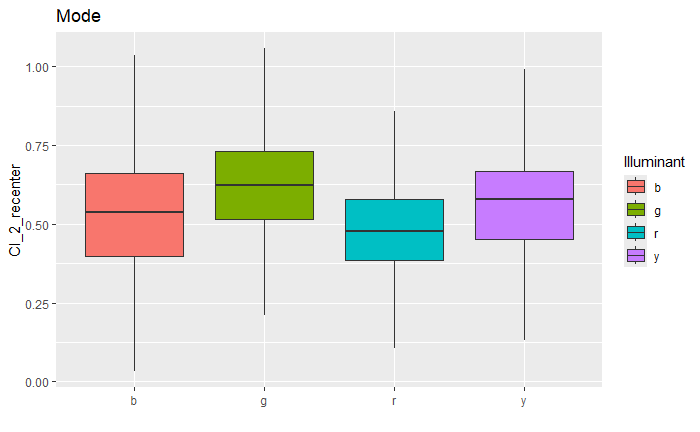 Mode
CI_2_recenter
1.00
0.75
0.50
0.25
0.00
b g r y
Illuminant
b
g
r
y